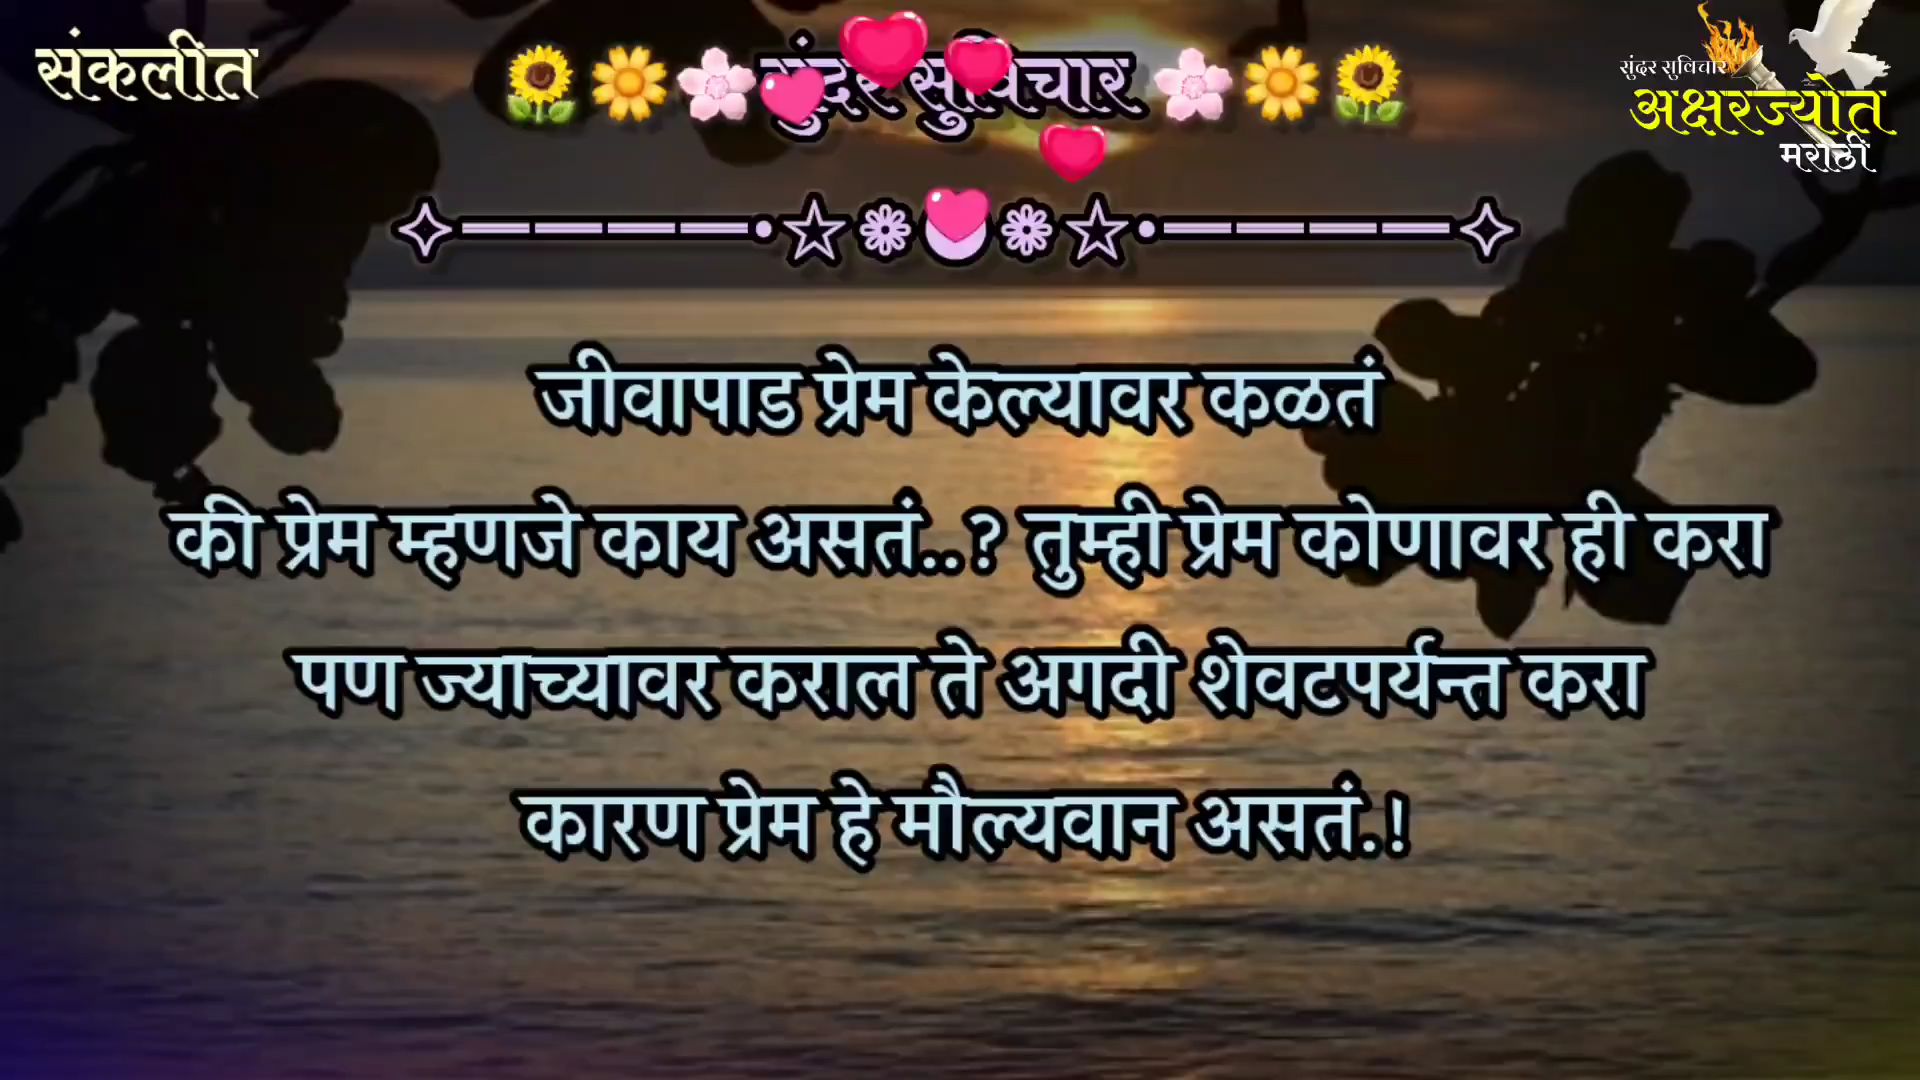 संकलीत
🌻🌼🌸 सुंदर सुविचार 🌸🌼🌻
सुंदर सुविचार
अक्षरज्योत
मराठी
जीवापाड प्रेम केल्यावर कळतं
की प्रेम म्हणजे काय असतं..? तुम्ही प्रेम कोणावर ही करा
पण ज्याच्यावर कराल ते अगदी शेवटपर्यन्त करा
कारण प्रेम हे मौल्यवान असतं.!